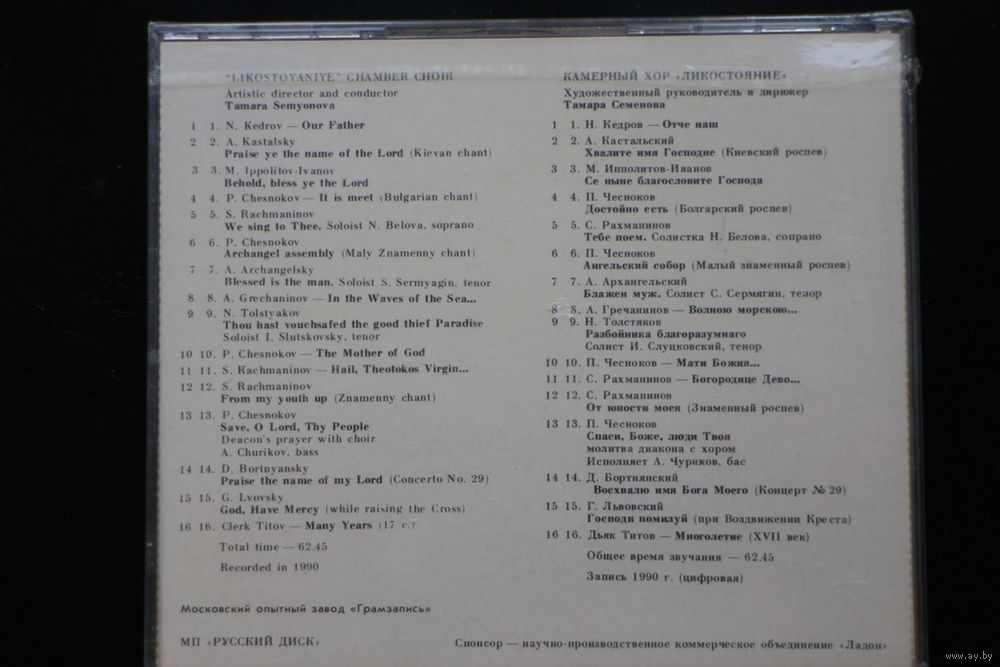 "LIKOSTOYANIYE" CHAMBER CHOIR
Artistic director and conductor
Tamara Semyonova
1 1. N. Kedrov — Our Father
2 2. A. Kastalsky
Praise ye the name of the Lord (Kievan chant)
3 3. M. Ippolitov-Ivanov
Behold, bless ye the Lord
4 4. P. Chesnokov — It is meet (Bulgarian chant)
5 5. S. Rachmaninov
We sing to Thee. Soloist N. Belova, soprano
6 6. P. Chesnokov
Archangel assembly (Maly Znamenny chant)
7 7. A. Archangelsky
Blessed is the man. Soloist S. Sermyagin, tenor
8 8. A. Grechaninov — In the Waves of the Sea...
9 9. N. Tolstyakov
Thou hast vouchsafed the good thief Paradise
Soloist I. Slutskovsky, tenor
10 10. P. Chesnokov — The Mother of God
11 11. S. Rachmaninov — Hail, Theotokos Virgin...
12 12. S. Rachmaninov
From my youth up (Znamenny chant)
13 13. P. Chesnokov
Save, O Lord, Thy People
Deacon's prayer with choir
A. Churikov, bass
14 14. D. Bortnyansky
Praise the name of my Lord (Concerto No. 29)
15 15. G. Lvovsky
God, Have Mercy (while raising the Cross)
16 16. Clerk Titov — Many Years (17 c.)
Total time — 62.45
Recorded in 1990
КАМЕРНЫЙ ХОР «ЛИКОСТОЯНИЕ»
Художественный руководитель и дирижер
Тамара Семенова
1 1. Н. Кедров — Отче наш
2 2. А. Кастальский
Хвалите имя Господне (Киевский роспев)
3 3. М. Ипполитов-Иванов
Се ныне благословите Господа
4 4. П. Чесноков
Достойно есть (Болгарский роспев)
5 5. С. Рахманинов
Тебе поем. Солистка Н. Белова, сопрано
6 6. П. Чесноков
Ангельский собор (Малый знаменный роспев)
7 7. А. Архангельский
Блажен муж. Солист С. Сермягин, тенор
8 8. А. Гречанинов — Волною морскою...
9 9. Н. Толстяков
Разбойника благоразумнаго
Солист И. Слуцковский, тенор
10 10. П. Чесноков — Мати Божия...
11 11. С. Рахманинов — Богородице Дево...
12 12. С. Рахманинов
От юности моея (Знаменный роспев)
13 13. П. Чесноков
Спаси, Боже, люди Твоя
молитва диакона с хором
Исполняет А. Чуриков, бас
14 14. Д. Бортнянский
Восхвалю имя Бога Моего (Концерт № 29)
15 15. Г. Львовский
Господи помилуй (при Воздвижении Креста)
16 16. Дьяк Титов — Многолетие (XVII век)
Общее время звучания — 62.45
Запись 1990 г. (цифровая)
Московский опытный завод «Грамзапись»
МП «РУССКИЙ ДИСК»
Спонсор — научно-производственное коммерческое объединение «Ладон»
www.ay.by